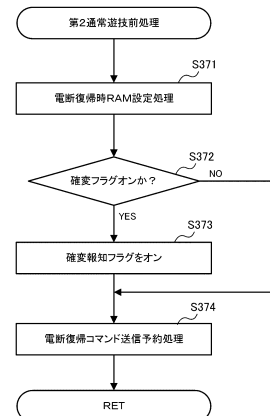 第2通常遊技前処理
S371
電断復帰時RAM設定処理
S372
確変フラグオンか？
NO
YES
S373
確変報知フラグをオン
S374
電断復帰コマンド送信予約処理
RET